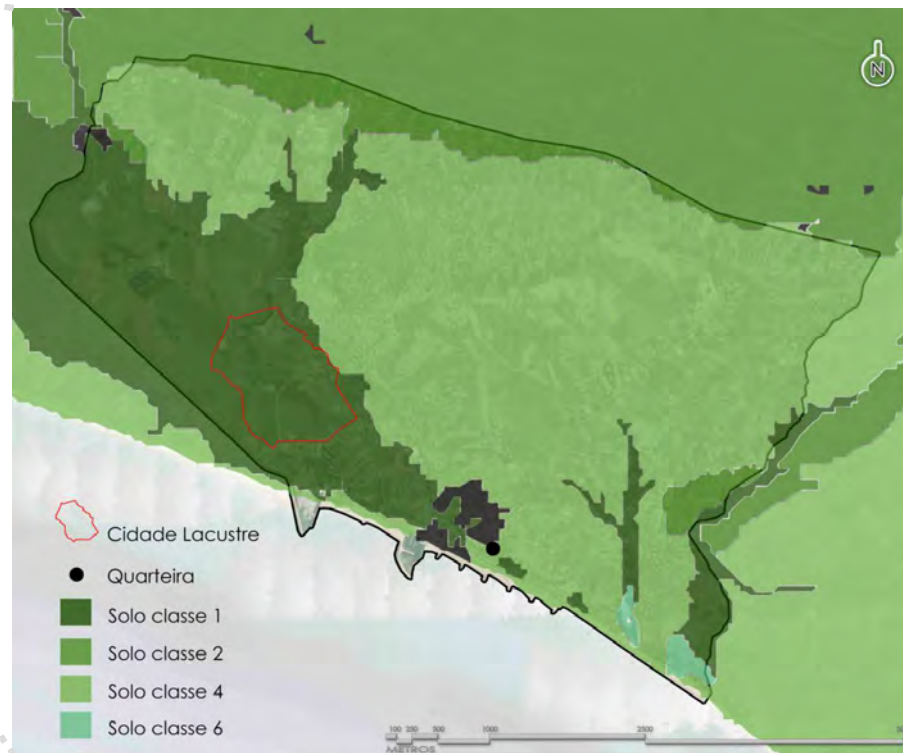 N
Cidade Lacustre
Quarteira
Solo classe 1
Solo classe 2
Solo classe 4
Solo classe 6
100 250 500 1000 2500
METROS